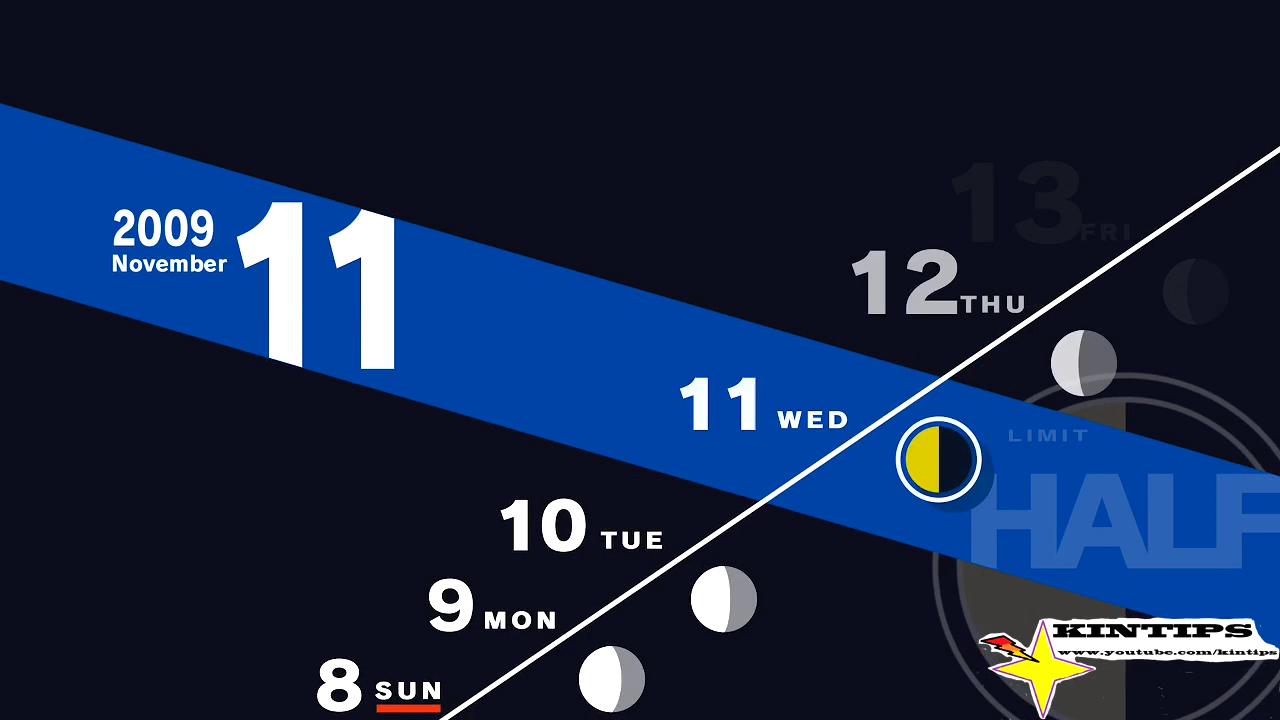 2009
November
11
13 FRI
12 THU
11 WED
LIMIT
HALF
10 TUE
9 MON
8 SUN
KINTIPS
www.youtube.com/kintips